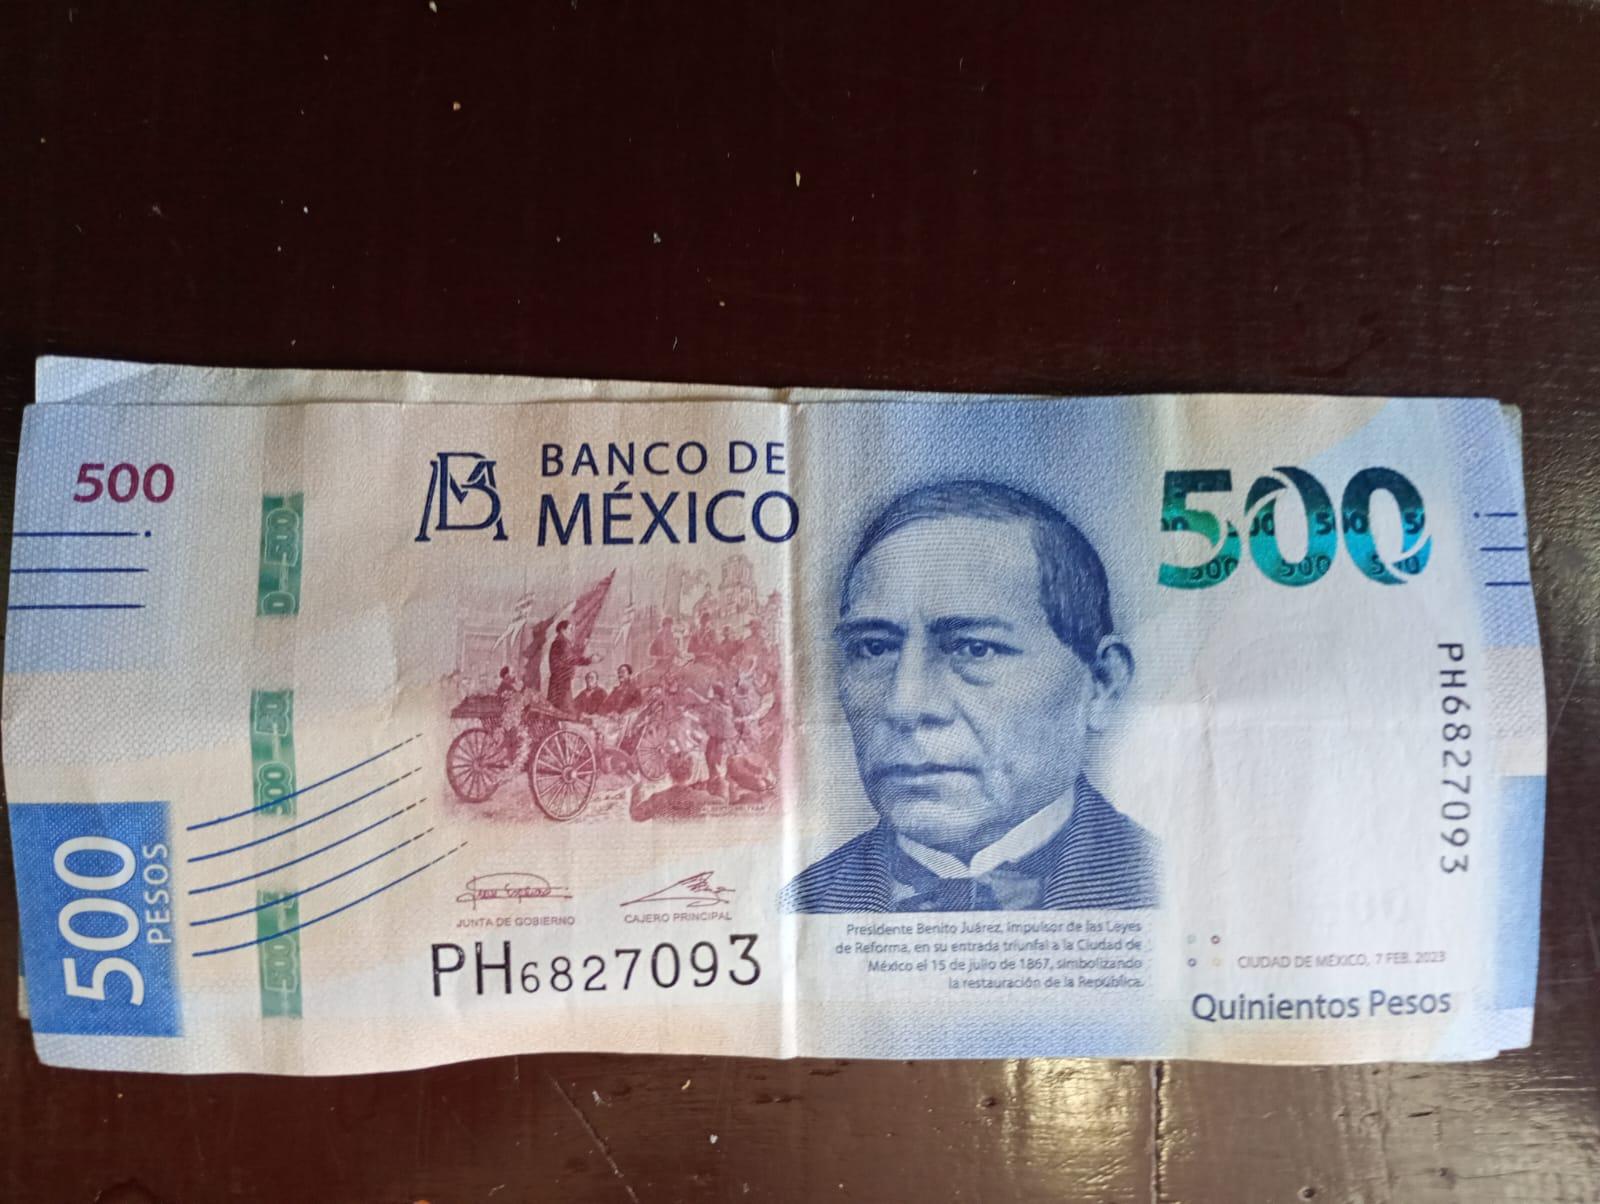 500
BANCO DE
MÉXICO
500
500 PESOS
JUNTA DE GOBIERNO
CAJERO PRINCIPAL
PH6827093
Presidente Benito Juárez, impulsor de las Leyes
de Reforma, en su entrada triunfal a la Ciudad de
México el 15 de julio de 1867, simbolizando
la restauración de la República.
PH6827093
CIUDAD DE MÉXICO, 7 FEB. 2023
Quinientos Pesos